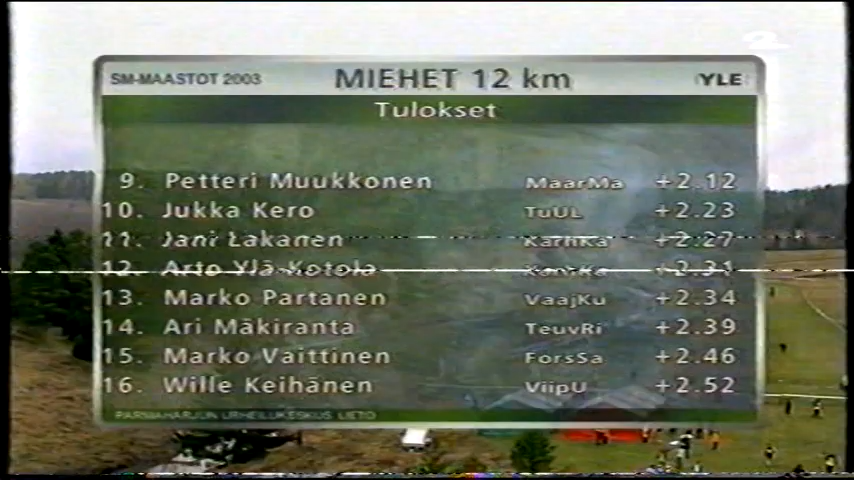 2
SM-MAASTOT 2003 MIEHET 12 km YLE
Tulokset
9. Petteri Muukkonen MaarMa +2.12
10. Jukka Kero TuUL +2.23
11. Jani Lakanen KarhKa +2.27
12. Arto Ylä-Kotola +2.31
13. Marko Partanen VaajKu +2.34
14. Ari Mäkiranta TeuvRi +2.39
15. Marko Vaittinen ForsSa +2.46
16. Wille Keihänen ViipU +2.52
PARMAHARJUN URHEILUKESKUS LIETO